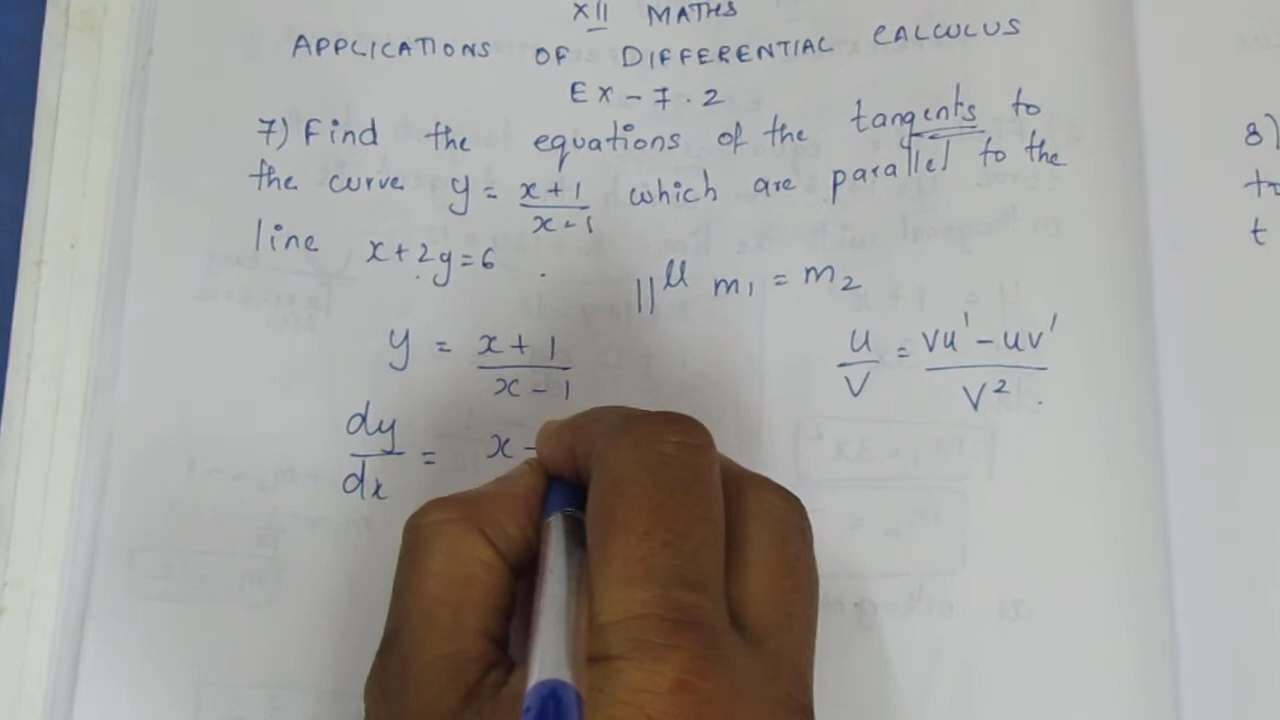 XII MATHS
APPLICATIONS OF DIFFERENTIAL CALCULUS
EX-7.2
7) Find the equations of the tangents to
the curve y = x+1/x-1 which are parallel to the
line x+2y=6 .
||ll m1 = m2
y = x+1/x-1
u/v = vu'-uv'/v² .
dy/dx = x-
8)
t